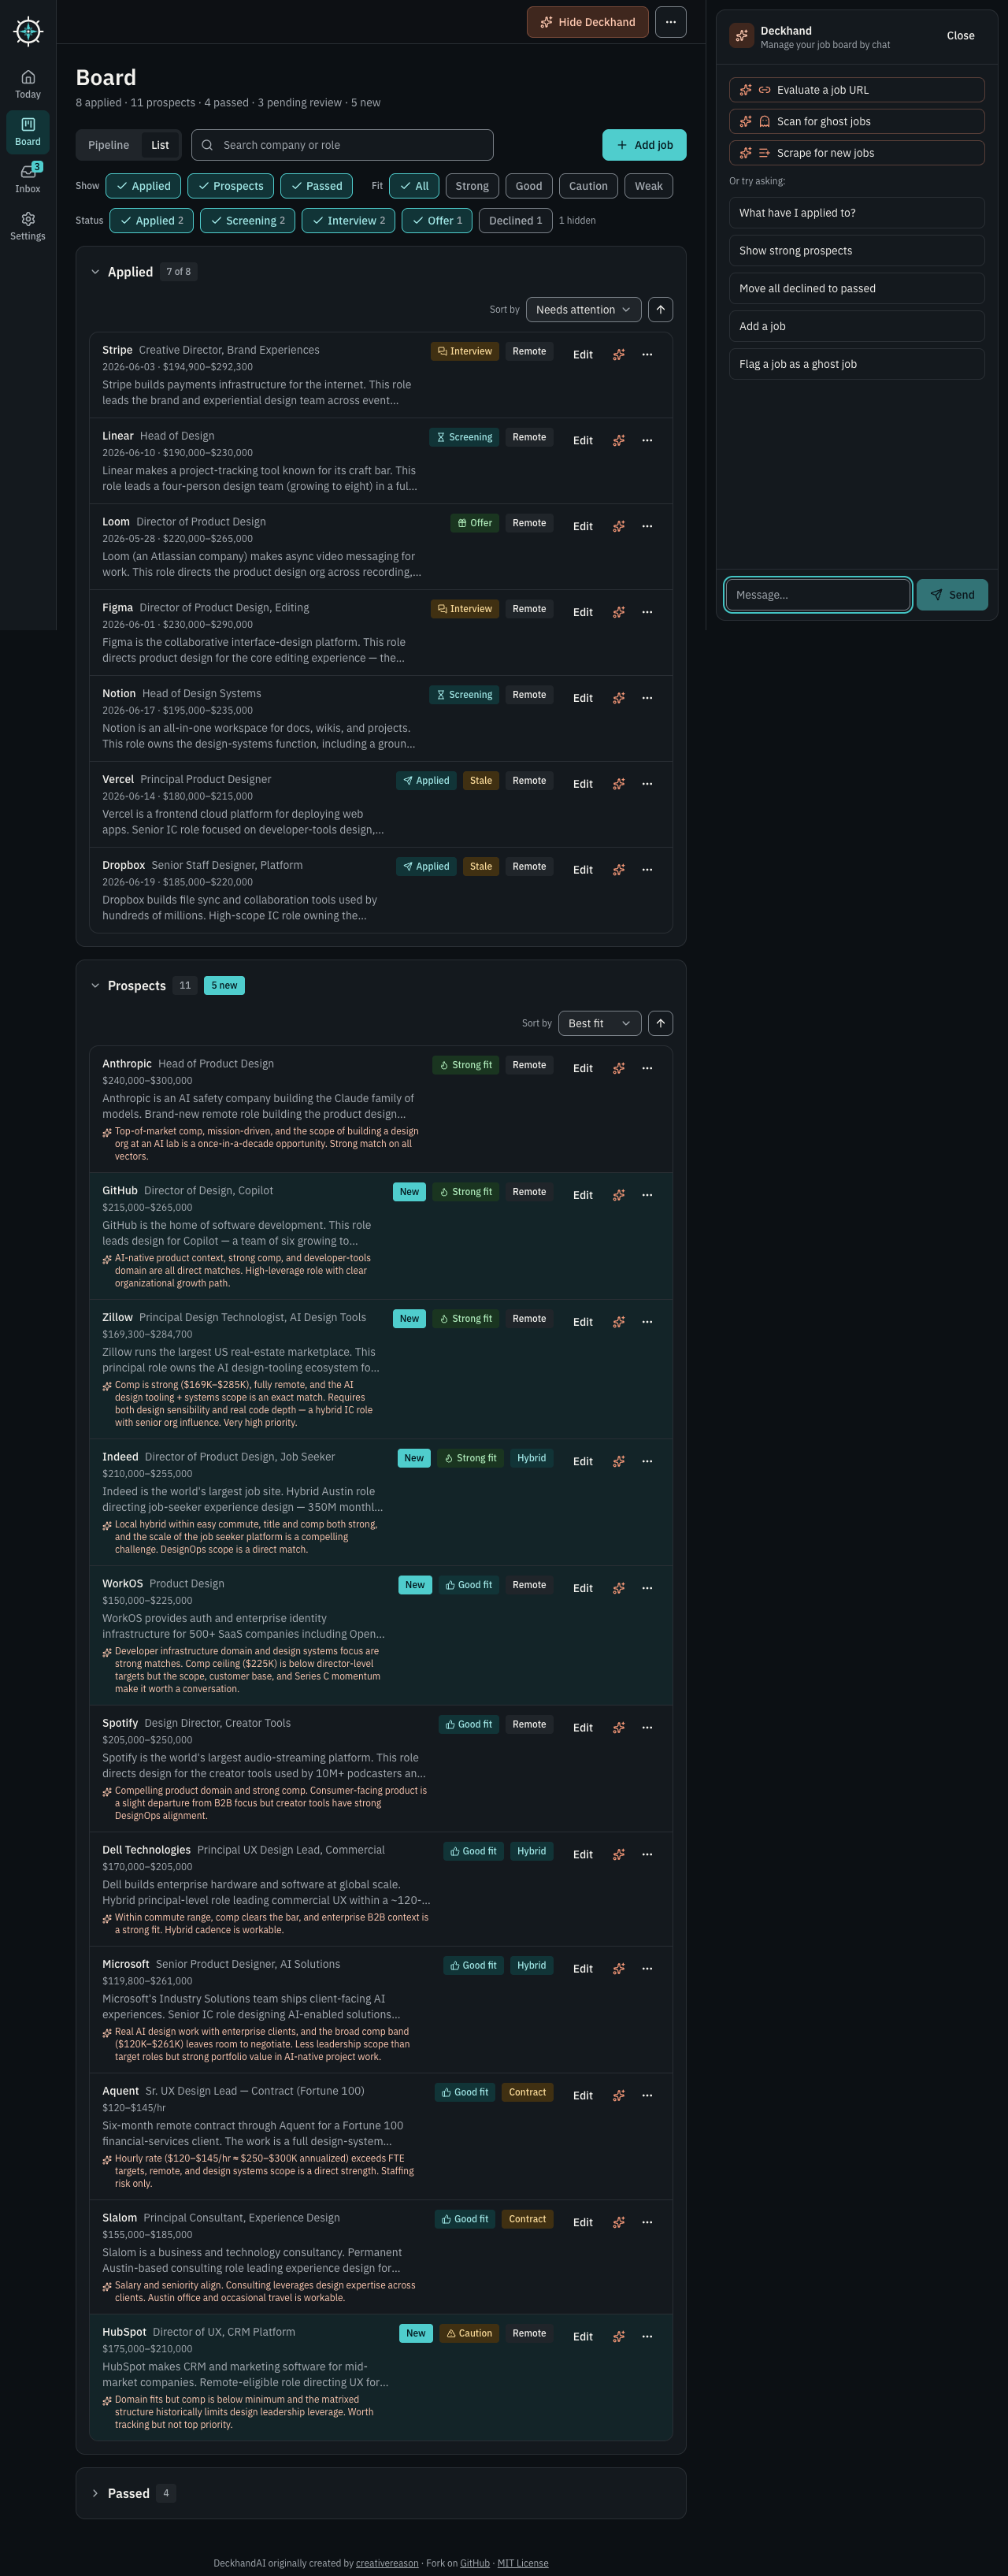 Today
Board
3
Inbox
Settings
Hide Deckhand
Board
8 applied · 11 prospects · 4 passed · 3 pending review · 5 new
Pipeline
List
Search company or role
Add job
Show
Applied
Prospects
Passed
Fit
All
Strong
Good
Caution
Weak
Status
Applied 2
Screening 2
Interview 2
Offer 1
Declined 1
1 hidden
Applied
7 of 8
Sort by
Needs attention
Stripe Creative Director, Brand Experiences
Interview
Remote
Edit
2026-06-03 · $194,900–$292,300
Stripe builds payments infrastructure for the internet. This role
leads the brand and experiential design team across event...
Linear Head of Design
Screening
Remote
Edit
2026-06-10 · $190,000–$230,000
Linear makes a project-tracking tool known for its craft bar. This
role leads a four-person design team (growing to eight) in a ful...
Loom Director of Product Design
Offer
Remote
Edit
2026-05-28 · $220,000–$265,000
Loom (an Atlassian company) makes async video messaging for
work. This role directs the product design org across recording,...
Figma Director of Product Design, Editing
Interview
Remote
Edit
2026-06-01 · $230,000–$290,000
Figma is the collaborative interface-design platform. This role
directs product design for the core editing experience — the...
Notion Head of Design Systems
Screening
Remote
Edit
2026-06-17 · $195,000–$235,000
Notion is an all-in-one workspace for docs, wikis, and projects.
This role owns the design-systems function, including a groun...
Vercel Principal Product Designer
Applied
Stale
Remote
Edit
2026-06-14 · $180,000–$215,000
Vercel is a frontend cloud platform for deploying web
apps. Senior IC role focused on developer-tools design,...
Dropbox Senior Staff Designer, Platform
Applied
Stale
Remote
Edit
2026-06-19 · $185,000–$220,000
Dropbox builds file sync and collaboration tools used by
hundreds of millions. High-scope IC role owning the...
Prospects
11
5 new
Sort by
Best fit
Anthropic Head of Product Design
Strong fit
Remote
Edit
$240,000–$300,000
Anthropic is an AI safety company building the Claude family of
models. Brand-new remote role building the product design...
Top-of-market comp, mission-driven, and the scope of building a design
org at an AI lab is a once-in-a-decade opportunity. Strong match on all
vectors.
GitHub Director of Design, Copilot
New
Strong fit
Remote
Edit
$215,000–$265,000
GitHub is the home of software development. This role
leads design for Copilot — a team of six growing to...
AI-native product context, strong comp, and developer-tools
domain are all direct matches. High-leverage role with clear
organizational growth path.
Zillow Principal Design Technologist, AI Design Tools
New
Strong fit
Remote
Edit
$169,300–$284,700
Zillow runs the largest US real-estate marketplace. This
principal role owns the AI design-tooling ecosystem fo...
Comp is strong ($169K–$285K), fully remote, and the AI
design tooling + systems scope is an exact match. Requires
both design sensibility and real code depth — a hybrid IC role
with senior org influence. Very high priority.
Indeed Director of Product Design, Job Seeker
New
Strong fit
Hybrid
Edit
$210,000–$255,000
Indeed is the world's largest job site. Hybrid Austin role
directing job-seeker experience design — 350M monthl...
Local hybrid within easy commute, title and comp both strong,
and the scale of the job seeker platform is a compelling
challenge. DesignOps scope is a direct match.
WorkOS Product Design
New
Good fit
Remote
Edit
$150,000–$225,000
WorkOS provides auth and enterprise identity
infrastructure for 500+ SaaS companies including Open...
Developer infrastructure domain and design systems focus are
strong matches. Comp ceiling ($225K) is below director-level
targets but the scope, customer base, and Series C momentum
make it worth a conversation.
Spotify Design Director, Creator Tools
Good fit
Remote
Edit
$205,000–$250,000
Spotify is the world's largest audio-streaming platform. This role
directs design for the creator tools used by 10M+ podcasters an...
Compelling product domain and strong comp. Consumer-facing product is
a slight departure from B2B focus but creator tools have strong
DesignOps alignment.
Dell Technologies Principal UX Design Lead, Commercial
Good fit
Hybrid
Edit
$170,000–$205,000
Dell builds enterprise hardware and software at global scale.
Hybrid principal-level role leading commercial UX within a ~120-...
Within commute range, comp clears the bar, and enterprise B2B context is
a strong fit. Hybrid cadence is workable.
Microsoft Senior Product Designer, AI Solutions
Good fit
Hybrid
Edit
$119,800–$261,000
Microsoft's Industry Solutions team ships client-facing AI
experiences. Senior IC role designing AI-enabled solutions...
Real AI design work with enterprise clients, and the broad comp band
($120K–$261K) leaves room to negotiate. Less leadership scope than
target roles but strong portfolio value in AI-native project work.
Aquent Sr. UX Design Lead — Contract (Fortune 100)
Good fit
Contract
Edit
$120–$145/hr
Six-month remote contract through Aquent for a Fortune 100
financial-services client. The work is a full design-system...
Hourly rate ($120–$145/hr ≈ $250–$300K annualized) exceeds FTE
targets, remote, and design systems scope is a direct strength. Staffing
risk only.
Slalom Principal Consultant, Experience Design
Good fit
Contract
Edit
$155,000–$185,000
Slalom is a business and technology consultancy. Permanent
Austin-based consulting role leading experience design for...
Salary and seniority align. Consulting leverages design expertise across
clients. Austin office and occasional travel is workable.
HubSpot Director of UX, CRM Platform
New
Caution
Remote
Edit
$175,000–$210,000
HubSpot makes CRM and marketing software for mid-
market companies. Remote-eligible role directing UX for...
Domain fits but comp is below minimum and the matrixed
structure historically limits design leadership leverage. Worth
tracking but not top priority.
Passed
4
DeckhandAI originally created by creativereason · Fork on GitHub · MIT License
Deckhand
Manage your job board by chat
Close
Evaluate a job URL
Scan for ghost jobs
Scrape for new jobs
Or try asking:
What have I applied to?
Show strong prospects
Move all declined to passed
Add a job
Flag a job as a ghost job
Message...
Send